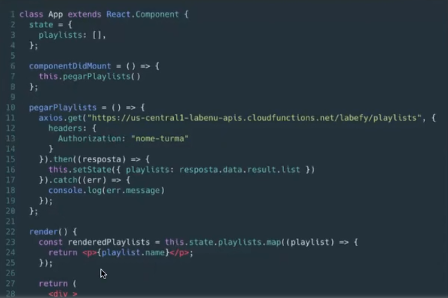 1 class App extends React.Component {
2 state = {
3 playlists: [],
4 };
5
6 componentDidMount = () => {
7 this.pegarPlaylists()
8 };
9
10 pegarPlaylists = () => {
11 axios.get("https://us-central1-labenu-apis.cloudfunctions.net/labefy/playlists", {
12 headers: {
13 Authorization: "nome-turma"
14 }
15 }).then((resposta) => {
16 this.setState({ playlists: resposta.data.result.list })
17 }).catch((err) => {
18 console.log(err.message)
19 });
20 };
21
22 render() {
23 const renderedPlaylists = this.state.playlists.map((playlist) => {
24 return <p>{playlist.name}</p>;
25 });
26
27 return (
28 <div >